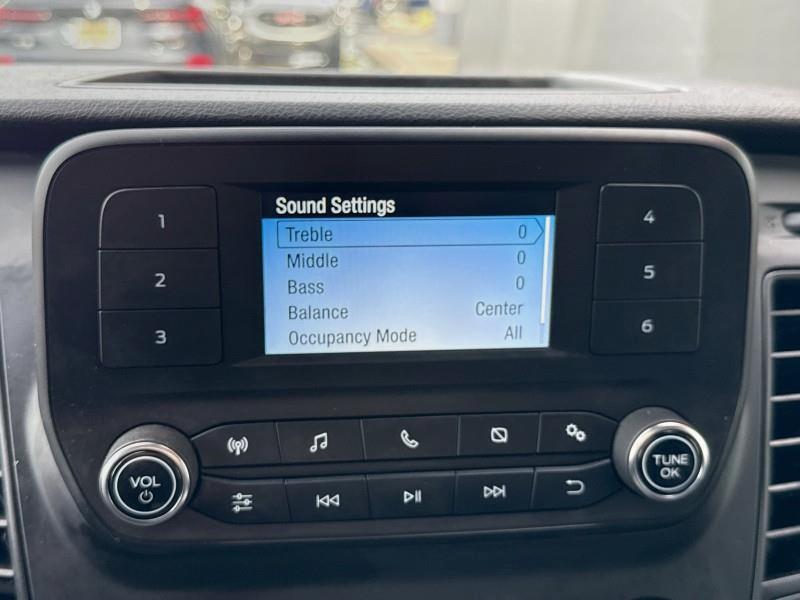 Sound Settings
Treble 0
Middle 0
Bass 0
Balance Center
Occupancy Mode All
1
2
3
4
5
6
VOL
TUNE
OK